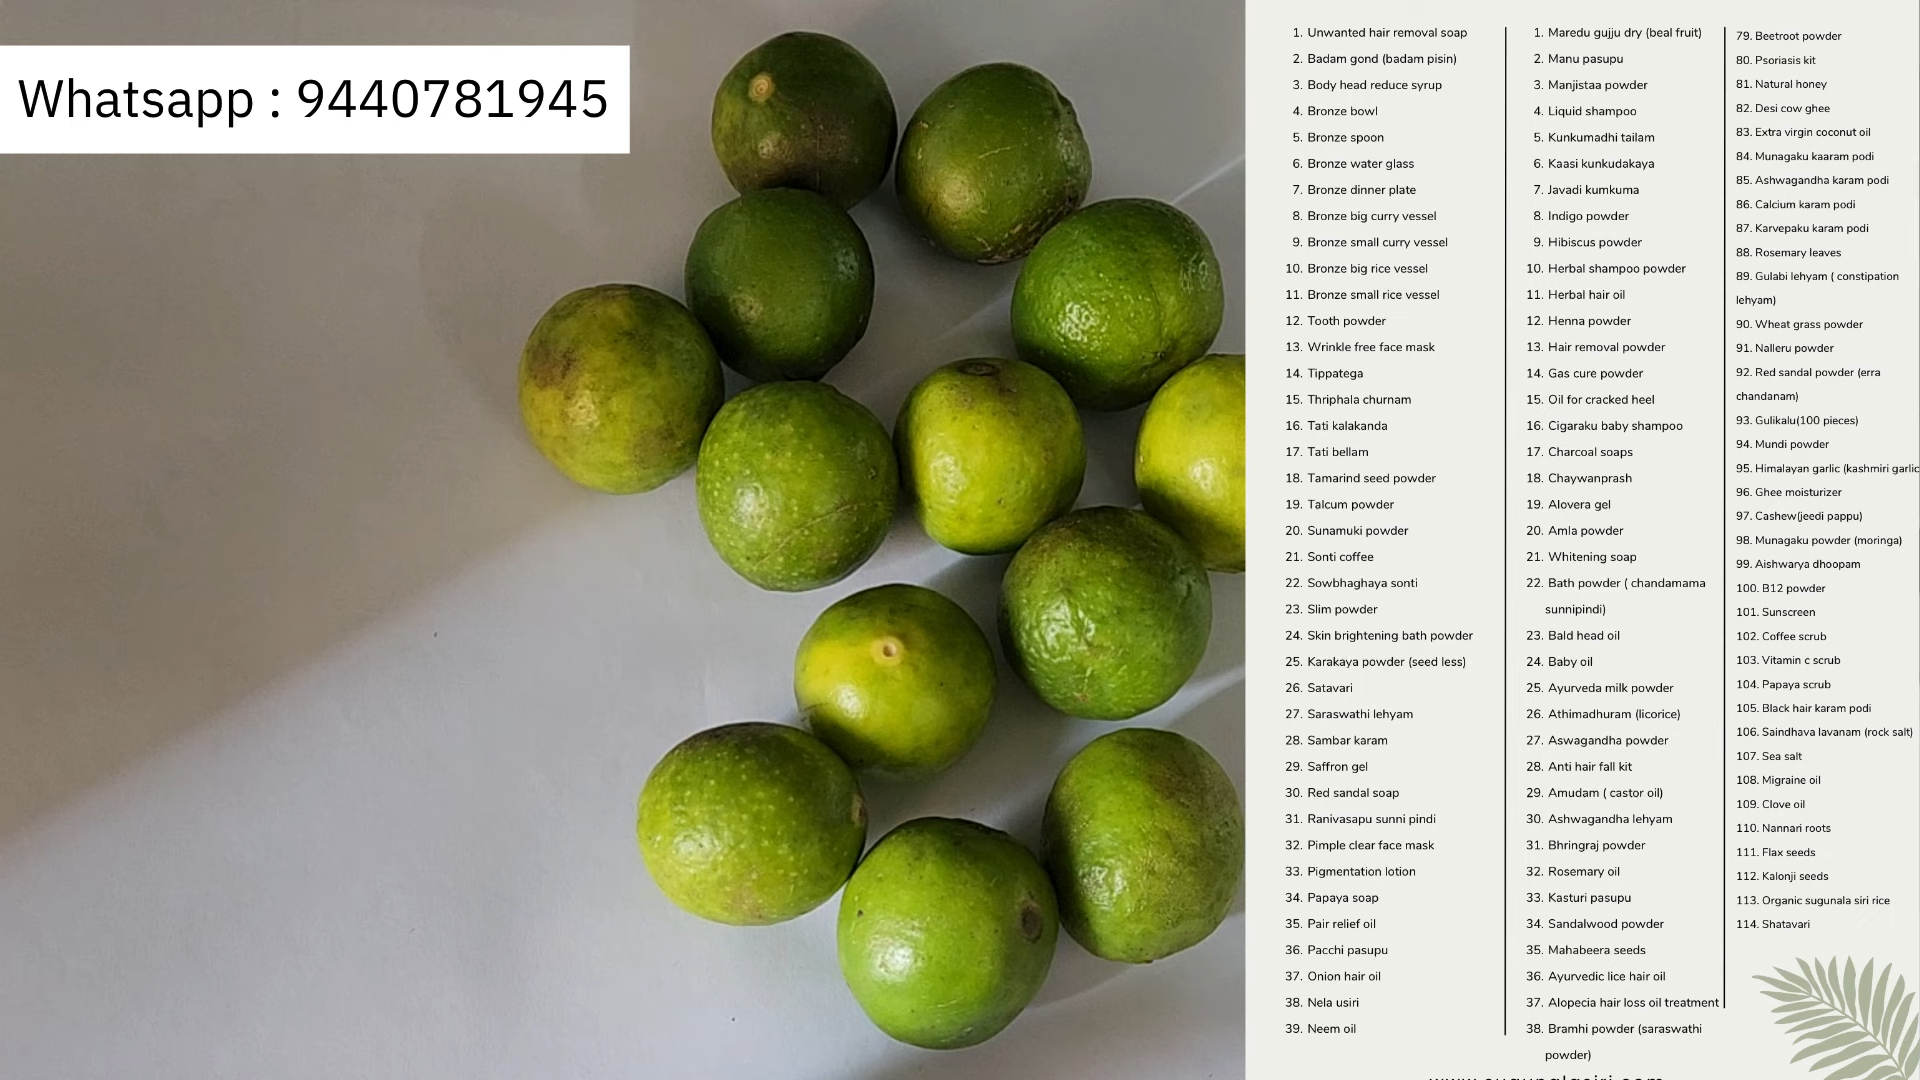 Whatsapp : 9440781945
1. Unwanted hair removal soap
2. Badam gond (badam pisin)
3. Body head reduce syrup
4. Bronze bowl
5. Bronze spoon
6. Bronze water glass
7. Bronze dinner plate
8. Bronze big curry vessel
9. Bronze small curry vessel
10. Bronze big rice vessel
11. Bronze small rice vessel
12. Tooth powder
13. Wrinkle free face mask
14. Tippatega
15. Thriphala churnam
16. Tati kalakanda
17. Tati bellam
18. Tamarind seed powder
19. Talcum powder
20. Sunamuki powder
21. Sonti coffee
22. Sowbhaghaya sonti
23. Slim powder
24. Skin brightening bath powder
25. Karakaya powder (seed less)
26. Satavari
27. Saraswathi lehyam
28. Sambar karam
29. Saffron gel
30. Red sandal soap
31. Ranivasapu sunni pindi
32. Pimple clear face mask
33. Pigmentation lotion
34. Papaya soap
35. Pair relief oil
36. Pacchi pasupu
37. Onion hair oil
38. Nela usiri
39. Neem oil
1. Maredu gujju dry (beal fruit)
2. Manu pasupu
3. Manjistaa powder
4. Liquid shampoo
5. Kunkumadhi tailam
6. Kaasi kunkudakaya
7. Javadi kumkuma
8. Indigo powder
9. Hibiscus powder
10. Herbal shampoo powder
11. Herbal hair oil
12. Henna powder
13. Hair removal powder
14. Gas cure powder
15. Oil for cracked heel
16. Cigaraku baby shampoo
17. Charcoal soaps
18. Chaywanprash
19. Alovera gel
20. Amla powder
21. Whitening soap
22. Bath powder ( chandamama
sunnipindi)
23. Bald head oil
24. Baby oil
25. Ayurveda milk powder
26. Athimadhuram (licorice)
27. Aswagandha powder
28. Anti hair fall kit
29. Amudam ( castor oil)
30. Ashwagandha lehyam
31. Bhringraj powder
32. Rosemary oil
33. Kasturi pasupu
34. Sandalwood powder
35. Mahabeera seeds
36. Ayurvedic lice hair oil
37. Alopecia hair loss oil treatment
38. Bramhi powder (saraswathi
powder)
79. Beetroot powder
80. Psoriasis kit
81. Natural honey
82. Desi cow ghee
83. Extra virgin coconut oil
84. Munagaku kaaram podi
85. Ashwagandha karam podi
86. Calcium karam podi
87. Karvepaku karam podi
88. Rosemary leaves
89. Gulabi lehyam ( constipation
lehyam)
90. Wheat grass powder
91. Nalleru powder
92. Red sandal powder (erra
chandanam)
93. Gulikalu(100 pieces)
94. Mundi powder
95. Himalayan garlic (kashmiri garlic
96. Ghee moisturizer
97. Cashew(jeedi pappu)
98. Munagaku powder (moringa)
99. Aishwarya dhoopam
100. B12 powder
101. Sunscreen
102. Coffee scrub
103. Vitamin c scrub
104. Papaya scrub
105. Black hair karam podi
106. Saindhava lavanam (rock salt)
107. Sea salt
108. Migraine oil
109. Clove oil
110. Nannari roots
111. Flax seeds
112. Kalonji seeds
113. Organic sugunala siri rice
114. Shatavari